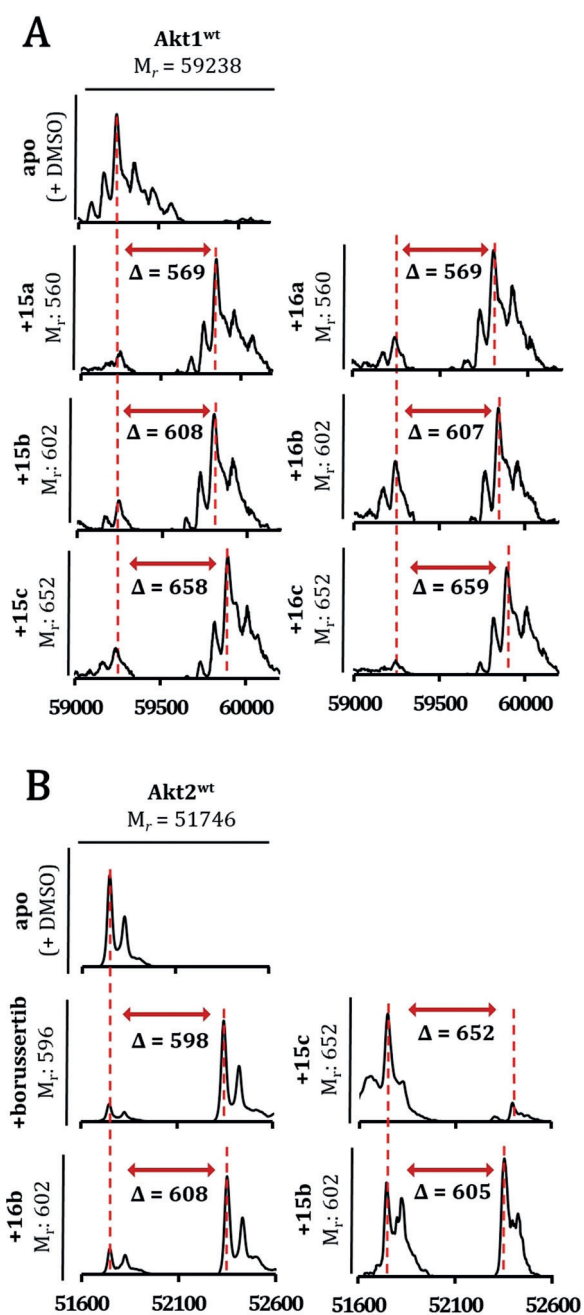 A
Akt1wt
Mr = 59238
apo
(+ DMSO)
+15a
Mr: 560
Δ = 569
+16a
Mr: 560
Δ = 569
+15b
Mr: 602
Δ = 608
+16b
Mr: 602
Δ = 607
+15c
Mr: 652
Δ = 658
+16c
Mr: 652
Δ = 659
59000 59500 60000
59000 59500 60000
B
Akt2wt
Mr = 51746
apo
(+ DMSO)
+borussertib
Mr: 596
Δ = 598
+15c
Mr: 652
Δ = 652
+16b
Mr: 602
Δ = 608
+15b
Mr: 602
Δ = 605
51600 52100 52600
51600 52100 52600